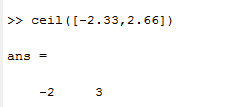 >> ceil([-2.33,2.66])
ans =
-2 3